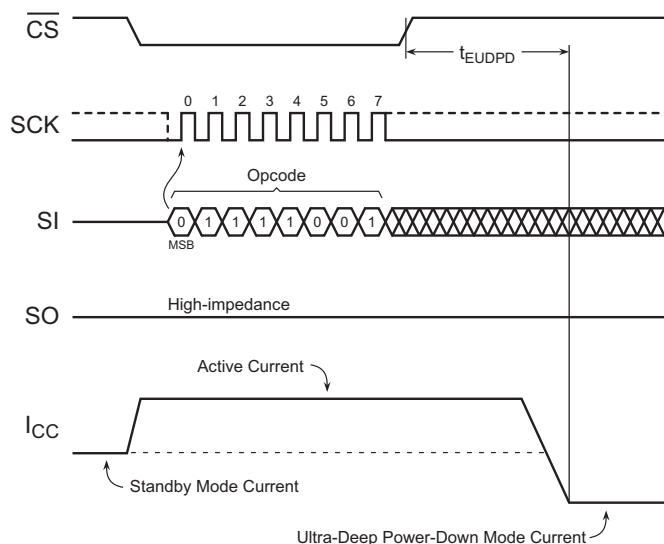 CS
tEUDPD
0 1 2 3 4 5 6 7
SCK
Opcode
SI
0 1 1 1 1 0 0 1
MSB
High-impedance
SO
Active Current
ICC
Standby Mode Current
Ultra-Deep Power-Down Mode Current